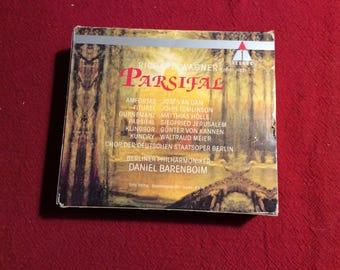 RICHARD WAGNER
TELDEC
PARSIFAL
AMFORTAS JOSÉ VAN DAM
TITUREL JOHN TOMLINSON
GURNEMANZ MATTHIAS HÖLLE
PARSIFAL SIEGFRIED JERUSALEM
KLINGSOR GÜNTER VON KANNEN
KUNDRY WALTRAUD MEIER
CHOR DER DEUTSCHEN STAATSOPER BERLIN
BERLINER PHILHARMONIKER
DANIEL BARENBOIM